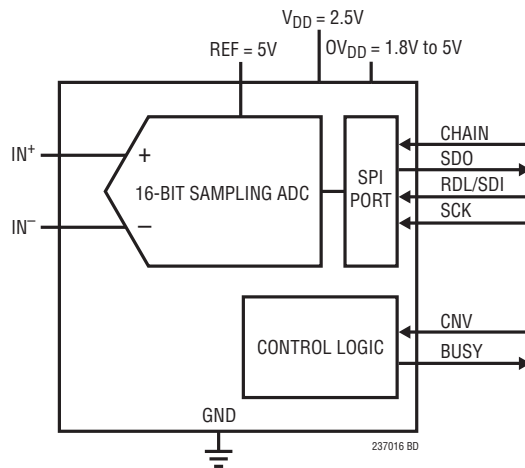 V_DD = 2.5V
REF = 5V
OV_DD = 1.8V to 5V
IN⁺
+
16-BIT SAMPLING ADC
IN⁻
−
SPI
PORT
CHAIN
SDO
RDL/SDI
SCK
CONTROL LOGIC
CNV
BUSY
GND
237016 BD